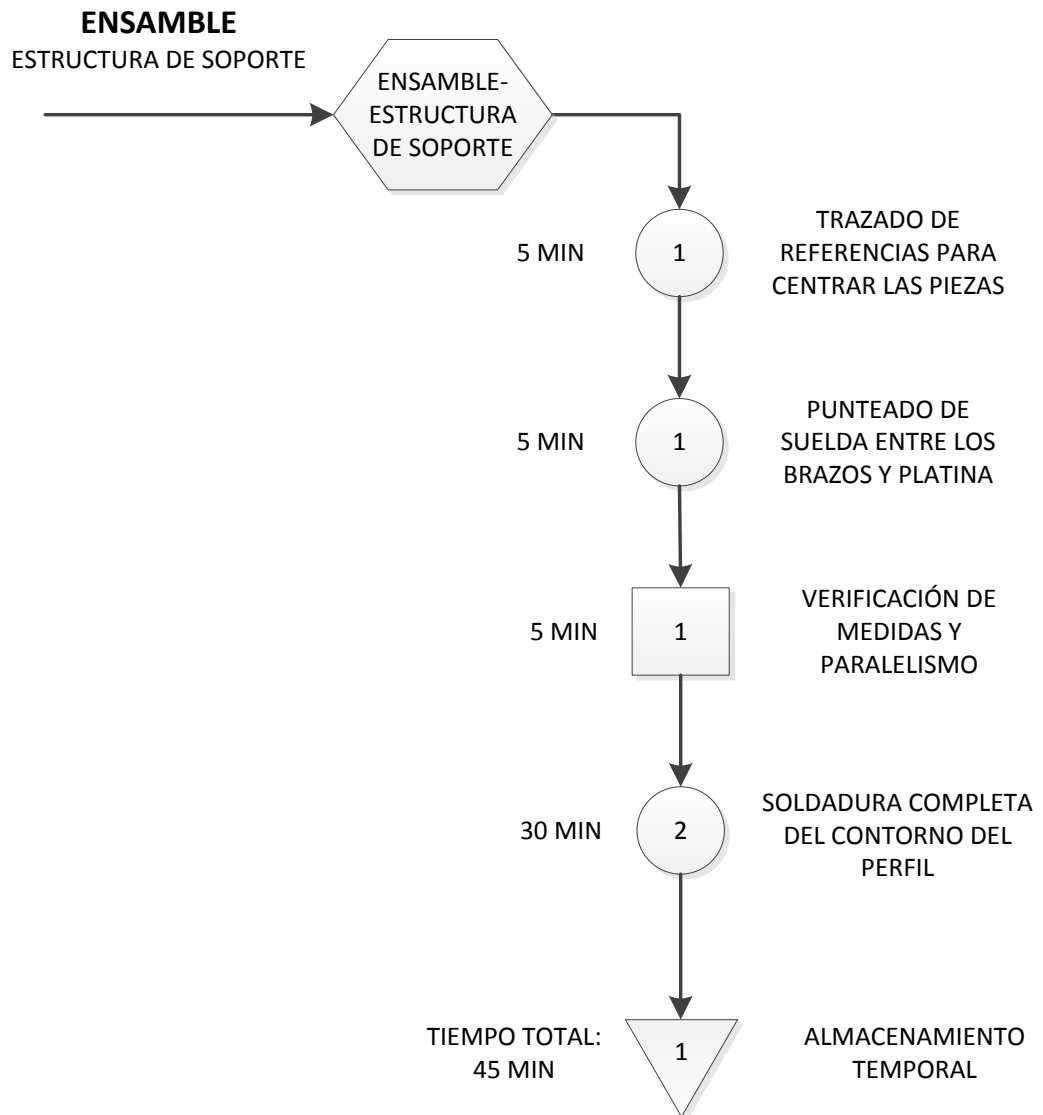 ENSAMBLE
ESTRUCTURA DE SOPORTE
ENSAMBLE-
ESTRUCTURA
DE SOPORTE
5 MIN
1
TRAZADO DE
REFERENCIAS PARA
CENTRAR LAS PIEZAS
5 MIN
1
PUNTEADO DE
SUELDA ENTRE LOS
BRAZOS Y PLATINA
5 MIN
1
VERIFICACIÓN DE
MEDIDAS Y
PARALELISMO
30 MIN
2
SOLDADURA COMPLETA
DEL CONTORNO DEL
PERFIL
TIEMPO TOTAL:
45 MIN
1
ALMACENAMIENTO
TEMPORAL